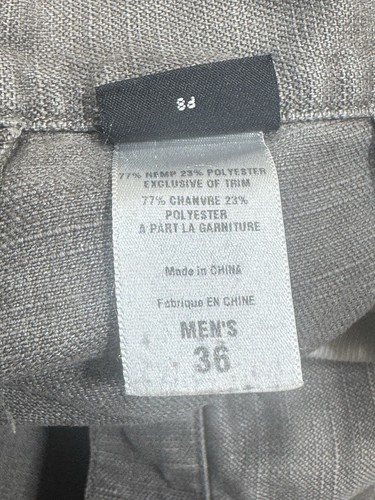 P8
77% HEMP 23% POLYESTER
EXCLUSIVE OF TRIM
77% CHANVRE 23%
POLYESTER
A PART LA GARNITURE
Made in CHINA
Fabrique EN CHINE
MEN'S
36